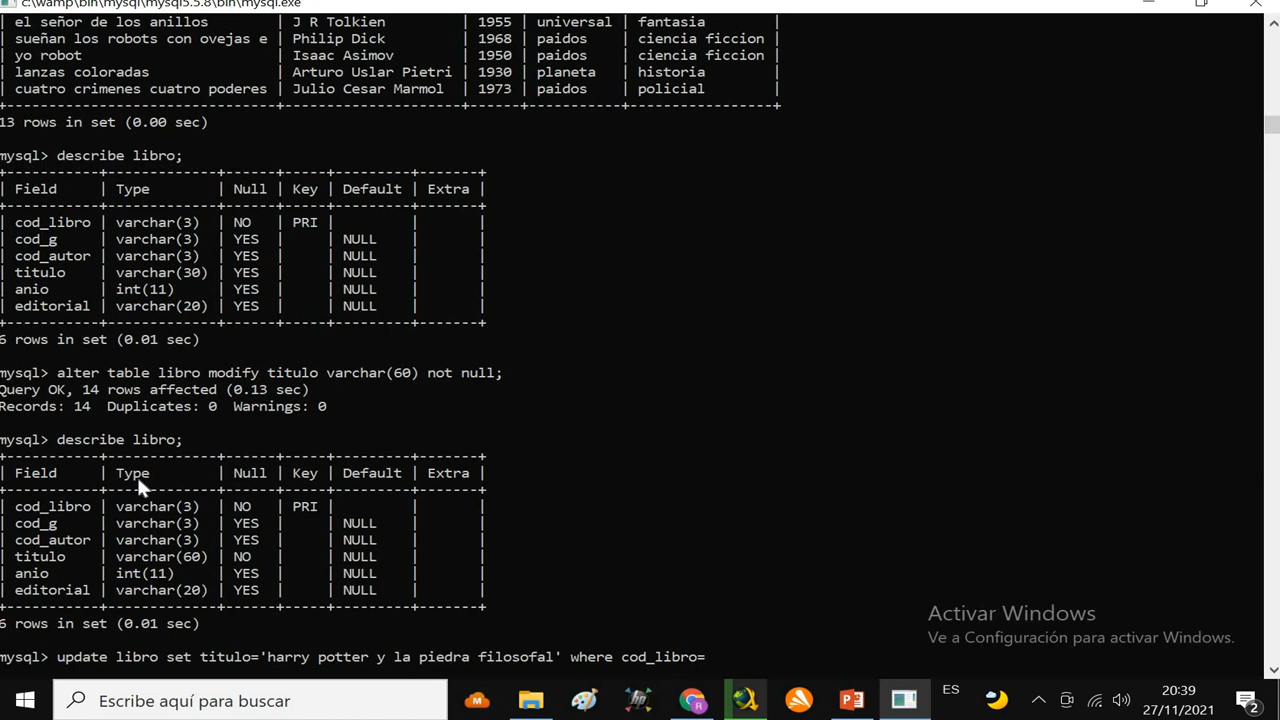 c:\wamp\bin\mysql\mysql5.5.8\bin\mysql.exe
| el señor de los anillos | J R Tolkien | 1955 | universal | fantasia |
| sueñan los robots con ovejas e | Philip Dick | 1968 | paidos | ciencia ficcion |
| yo robot | Isaac Asimov | 1950 | paidos | ciencia ficcion |
| lanzas coloradas | Arturo Uslar Pietri | 1930 | planeta | historia |
| cuatro crimenes cuatro poderes | Julio Cesar Marmol | 1973 | paidos | policial |
13 rows in set (0.00 sec)
mysql> describe libro;
| Field | Type | Null | Key | Default | Extra |
| cod_libro | varchar(3) | NO | PRI | | |
| cod_g | varchar(3) | YES | | NULL | |
| cod_autor | varchar(3) | YES | | NULL | |
| titulo | varchar(30) | YES | | NULL | |
| anio | int(11) | YES | | NULL | |
| editorial | varchar(20) | YES | | NULL | |
6 rows in set (0.01 sec)
mysql> alter table libro modify titulo varchar(60) not null;
Query OK, 14 rows affected (0.13 sec)
Records: 14 Duplicates: 0 Warnings: 0
mysql> describe libro;
| Field | Type | Null | Key | Default | Extra |
| cod_libro | varchar(3) | NO | PRI | | |
| cod_g | varchar(3) | YES | | NULL | |
| cod_autor | varchar(3) | YES | | NULL | |
| titulo | varchar(60) | NO | | NULL | |
| anio | int(11) | YES | | NULL | |
| editorial | varchar(20) | YES | | NULL | |
6 rows in set (0.01 sec)
mysql> update libro set titulo='harry potter y la piedra filosofal' where cod_libro=
Activar Windows
Ve a Configuración para activar Windows.
Escribe aquí para buscar
hp
R
ES
20:39
27/11/2021
2